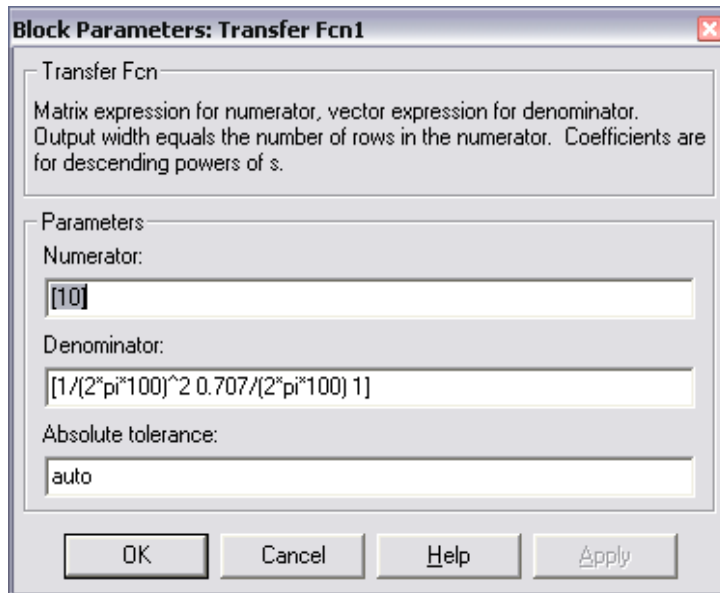 Block Parameters: Transfer Fcn1
Transfer Fcn
Matrix expression for numerator, vector expression for denominator.
Output width equals the number of rows in the numerator.  Coefficients are
for descending powers of s.
Parameters
Numerator:
[10]
Denominator:
[1/(2*pi*100)^2 0.707/(2*pi*100) 1]
Absolute tolerance:
auto
OK Cancel Help Apply